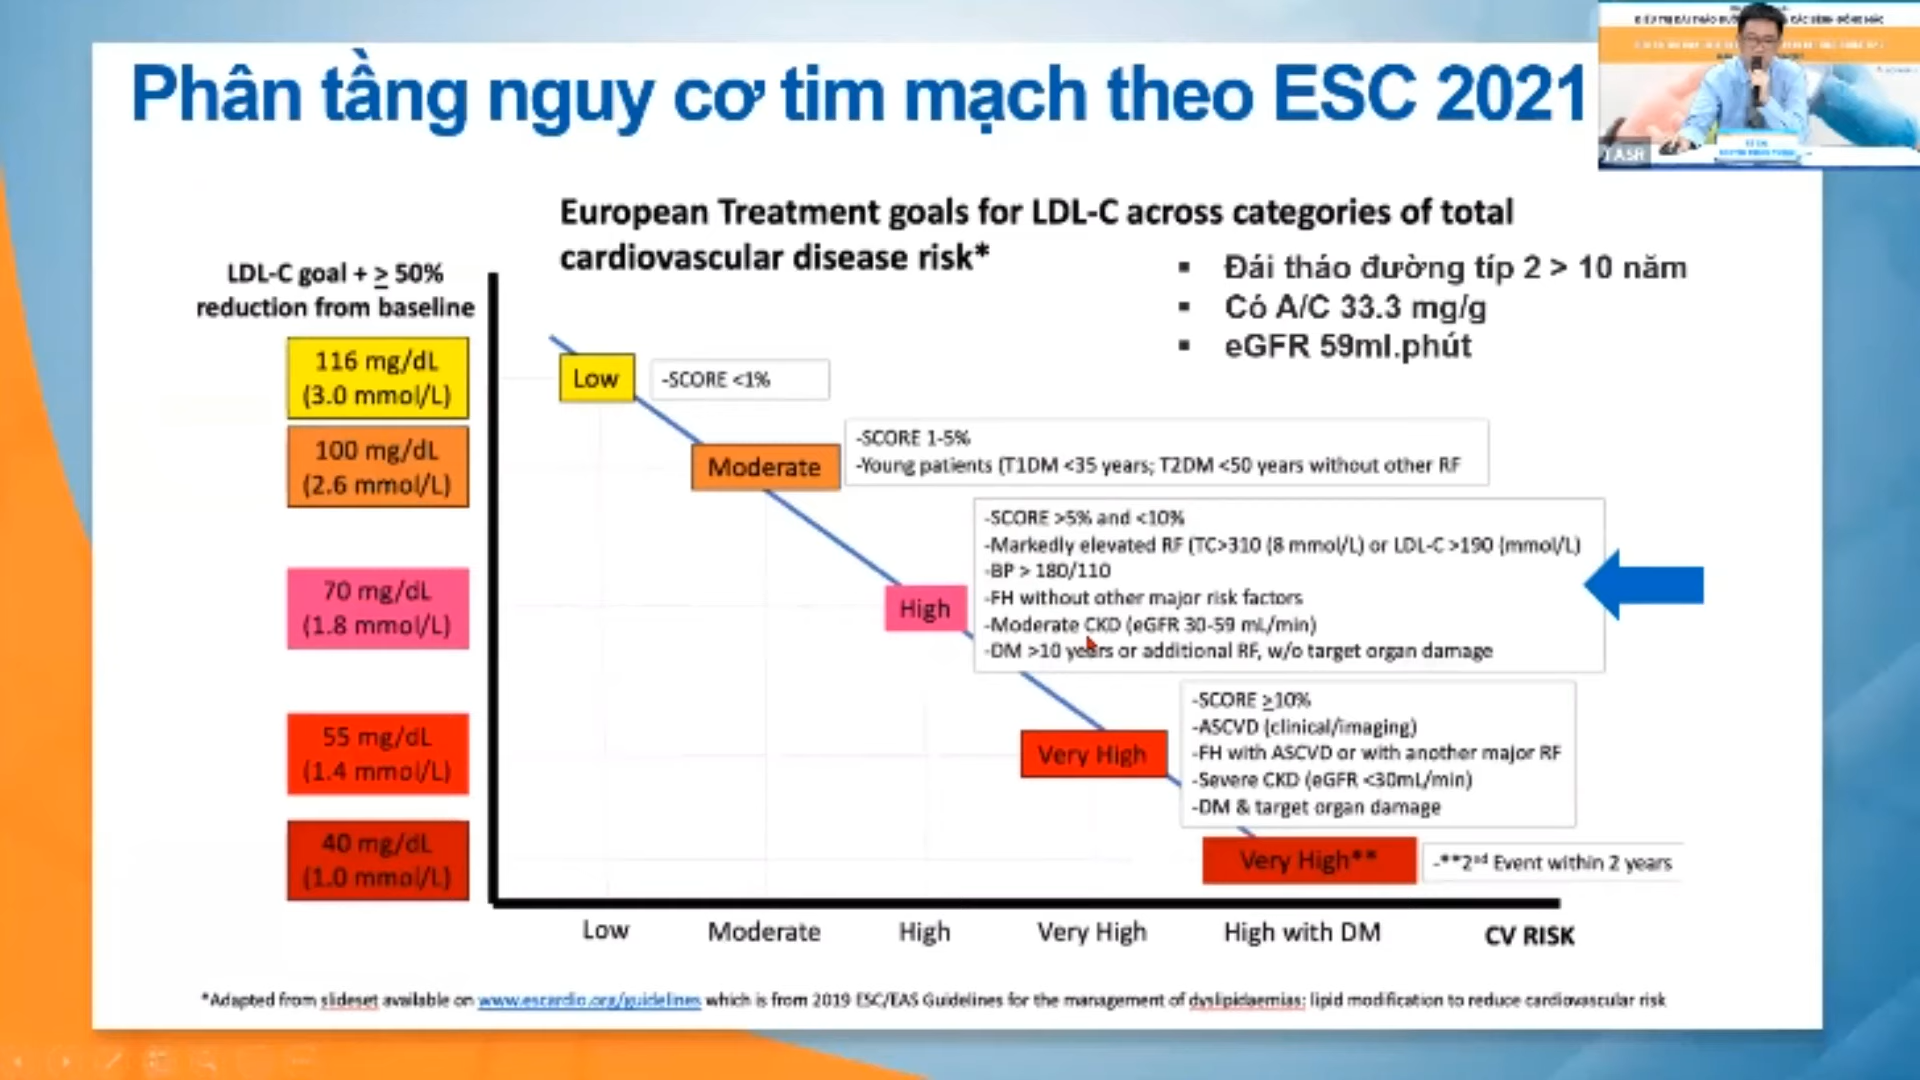 Phân tầng nguy cơ tim mạch theo ESC 2021
TASR
European Treatment goals for LDL-C across categories of total
cardiovascular disease risk*
▪ Đái tháo đường típ 2 > 10 năm
▪ Có A/C 33.3 mg/g
▪ eGFR 59ml.phút
LDL-C goal + ≥ 50%
reduction from baseline
116 mg/dL
(3.0 mmol/L)
100 mg/dL
(2.6 mmol/L)
70 mg/dL
(1.8 mmol/L)
55 mg/dL
(1.4 mmol/L)
40 mg/dL
(1.0 mmol/L)
Low
-SCORE <1%
Moderate
-SCORE 1-5%
-Young patients (T1DM <35 years; T2DM <50 years without other RF
High
-SCORE >5% and <10%
-Markedly elevated RF (TC>310 (8 mmol/L) or LDL-C >190 (mmol/L)
-BP > 180/110
-FH without other major risk factors
-Moderate CKD (eGFR 30-59 mL/min)
-DM >10 years or additional RF, w/o target organ damage
Very High
-SCORE ≥10%
-ASCVD (clinical/imaging)
-FH with ASCVD or with another major RF
-Severe CKD (eGFR <30mL/min)
-DM & target organ damage
Very High**
-**2nd Event within 2 years
Low Moderate High Very High High with DM CV RISK
*Adapted from slideset available on www.escardio.org/guidelines which is from 2019 ESC/EAS Guidelines for the management of dyslipidaemias: lipid modification to reduce cardiovascular risk